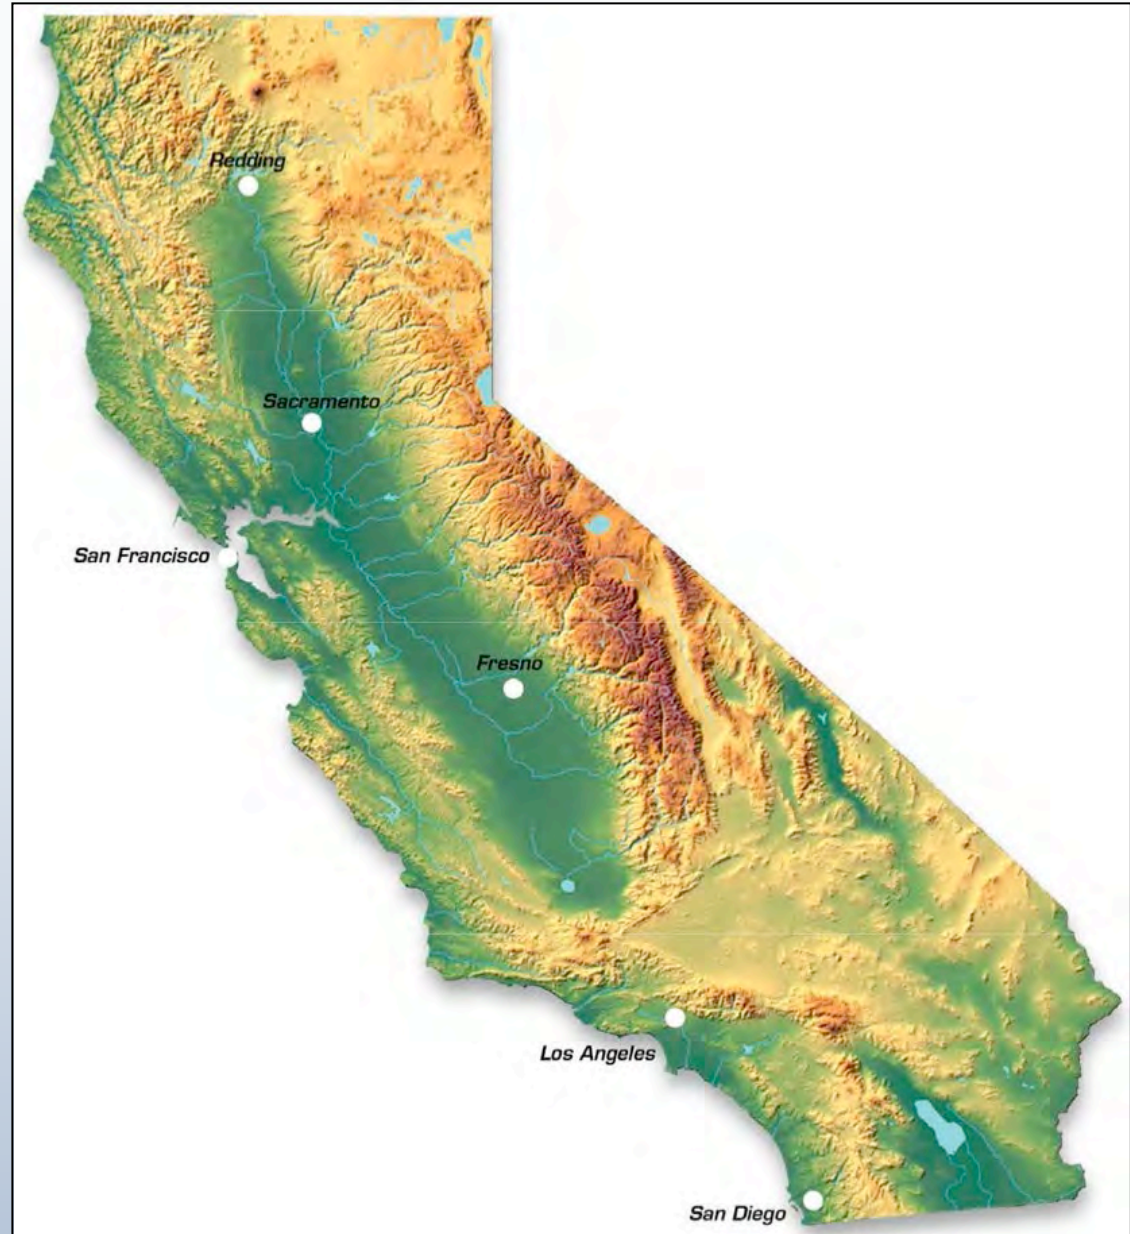 Redding
Sacramento
San Francisco
Fresno
Los Angeles
San Diego